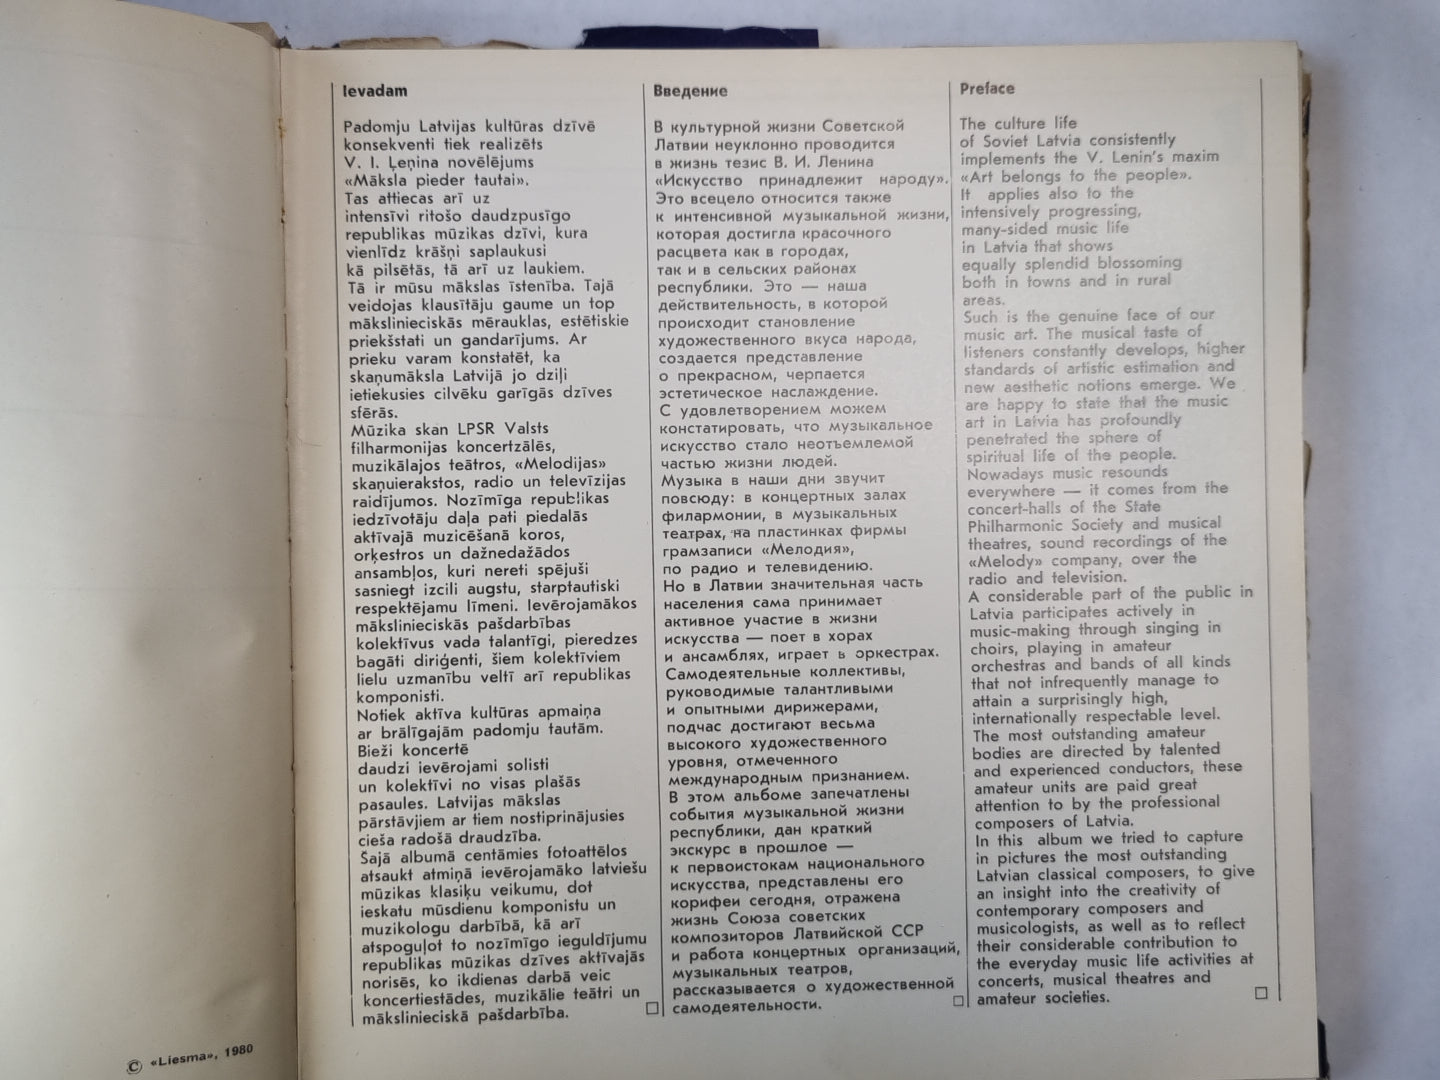 Ievadam
Padomju Latvijas kultūras dzīvē
konsekventi tiek realizēts
V. I. Ļeņina novēlējums
«Māksla pieder tautai».
Tas attiecas arī uz
intensīvi ritošo daudzpusīgo
republikas mūzikas dzīvi, kura
vienlīdz krāšņi saplaukusi
kā pilsētās, tā arī uz laukiem.
Tā ir mūsu mākslas īstenība. Tajā
veidojas klausītāju gaume un top
mākslinieciskās mērauklas, estētiskie
priekšstati un gandarījums. Ar
prieku varam konstatēt, ka
skaņumāksla Latvijā jo dziļi
ietiekusies cilvēku garīgās dzīves
sfērās.
Mūzika skan LPSR Valsts
filharmonijas koncertzālēs,
muzikālajos teātros, «Melodijas»
skaņuierakstos, radio un televīzijas
raidījumos. Nozīmīga republikas
iedzīvotāju daļa pati piedalās
aktīvajā muzicēšanā koros,
orķestros un dažnedažādos
ansambļos, kuri nereti spējuši
sasniegt izcili augstu, starptautiski
respektējamu līmeni. Ievērojamākos
mākslinieciskās pašdarbības
kolektīvus vada talantīgi, pieredzes
bagāti diriģenti, šiem kolektīviem
lielu uzmanību veltī arī republikas
komponisti.
Notiek aktīva kultūras apmaiņa
ar brālīgajām padomju tautām.
Bieži koncertē
daudzi ievērojami solisti
un kolektīvi no visas plašās
pasaules. Latvijas mākslas
pārstāvjiem ar tiem nostiprinājusies
cieša radošā draudzība.
Šajā albumā centāmies fotoattēlos
atsaukt atmiņā ievērojamāko latviešu
mūzikas klasiķu veikumu, dot
ieskatu mūsdienu komponistu un
muzikologu darbībā, kā arī
atspoguļot to nozīmīgo ieguldījumu
republikas mūzikas dzīves aktīvajās
norisēs, ko ikdienas darbā veic
koncertiestādes, muzikālie teātri un
mākslinieciskā pašdarbība.
Введение
В культурной жизни Советской
Латвии неуклонно проводится
в жизнь тезис В. И. Ленина
«Искусство принадлежит народу».
Это всецело относится также
к интенсивной музыкальной жизни,
которая достигла красочного
расцвета как в городах,
так и в сельских районах
республики. Это — наша
действительность, в которой
происходит становление
художественного вкуса народа,
создается представление
о прекрасном, черпается
эстетическое наслаждение.
С удовлетворением можем
констатировать, что музыкальное
искусство стало неотъемлемой
частью жизни людей.
Музыка в наши дни звучит
повсюду: в концертных залах
филармонии, в музыкальных
театрах, на пластинках фирмы
грамзаписи «Мелодия»,
по радио и телевидению.
Но в Латвии значительная часть
населения сама принимает
активное участие в жизни
искусства — поет в хорах
и ансамблях, играет в оркестрах.
Самодеятельные коллективы,
руководимые талантливыми
и опытными дирижерами,
подчас достигают весьма
высокого художественного
уровня, отмеченного
международным признанием.
В этом альбоме запечатлены
события музыкальной жизни
республики, дан краткий
экскурс в прошлое —
к первоистокам национального
искусства, представлены его
корифеи сегодня, отражена
жизнь Союза советских
композиторов Латвийской ССР
и работа концертных организаций,
музыкальных театров,
рассказывается о художественной
самодеятельности.
Preface
The culture life
of Soviet Latvia consistently
implements the V. Lenin's maxim
«Art belongs to the people».
It applies also to the
intensively progressing,
many-sided music life
in Latvia that shows
equally splendid blossoming
both in towns and in rural
areas.
Such is the genuine face of our
music art. The musical taste of
listeners constantly develops, higher
standards of artistic estimation and
new aesthetic notions emerge. We
are happy to state that the music
art in Latvia has profoundly
penetrated the sphere of
spiritual life of the people.
Nowadays music resounds
everywhere — it comes from the
concert-halls of the State
Philharmonic Society and musical
theatres, sound recordings of the
«Melody» company, over the
radio and television.
A considerable part of the public in
Latvia participates actively in
music-making through singing in
choirs, playing in amateur
orchestras and bands of all kinds
that not infrequently manage to
attain a surprisingly high,
internationally respectable level.
The most outstanding amateur
bodies are directed by talented
and experienced conductors, these
amateur units are paid great
attention to by the professional
composers of Latvia.
In this album we tried to capture
in pictures the most outstanding
Latvian classical composers, to give
an insight into the creativity of
contemporary composers and
musicologists, as well as to reflect
their considerable contribution to
the everyday music life activities at
concerts, musical theatres and
amateur societies.
© «Liesma», 1980